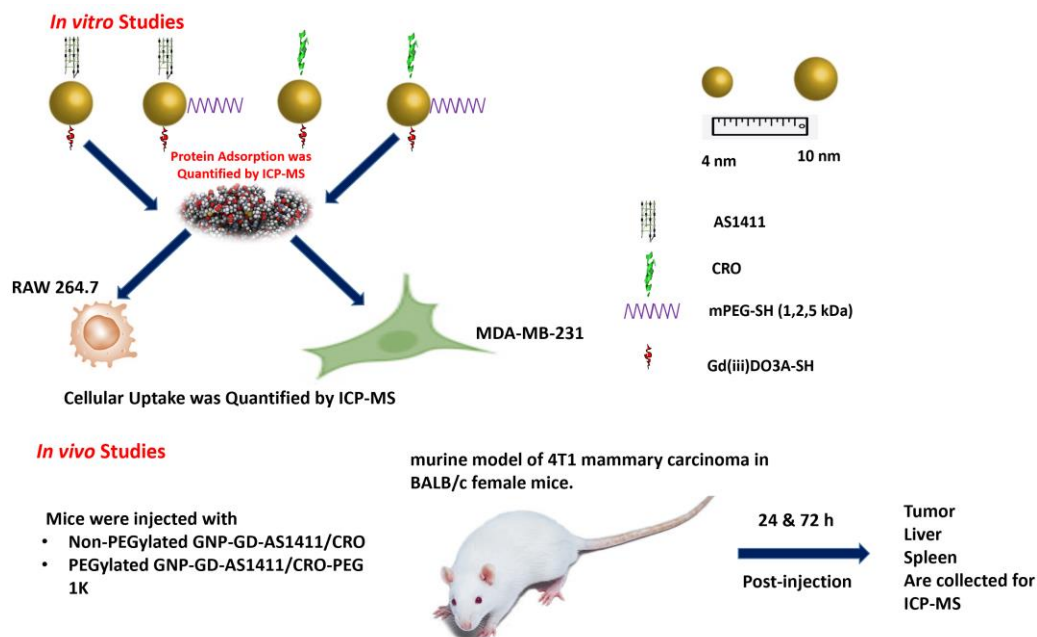 In vitro Studies
Protein Adsorption was
Quantified by ICP-MS
RAW 264.7
MDA-MB-231
Cellular Uptake was Quantified by ICP-MS
0
4 nm
10 nm
AS1411
CRO
mPEG-SH (1,2,5 kDa)
Gd(iii)DO3A-SH
In vivo Studies
Mice were injected with
• Non-PEGylated GNP-GD-AS1411/CRO
• PEGylated GNP-GD-AS1411/CRO-PEG
1K
murine model of 4T1 mammary carcinoma in
BALB/c female mice.
24 & 72 h
Post-injection
Tumor
Liver
Spleen
Are collected for
ICP-MS